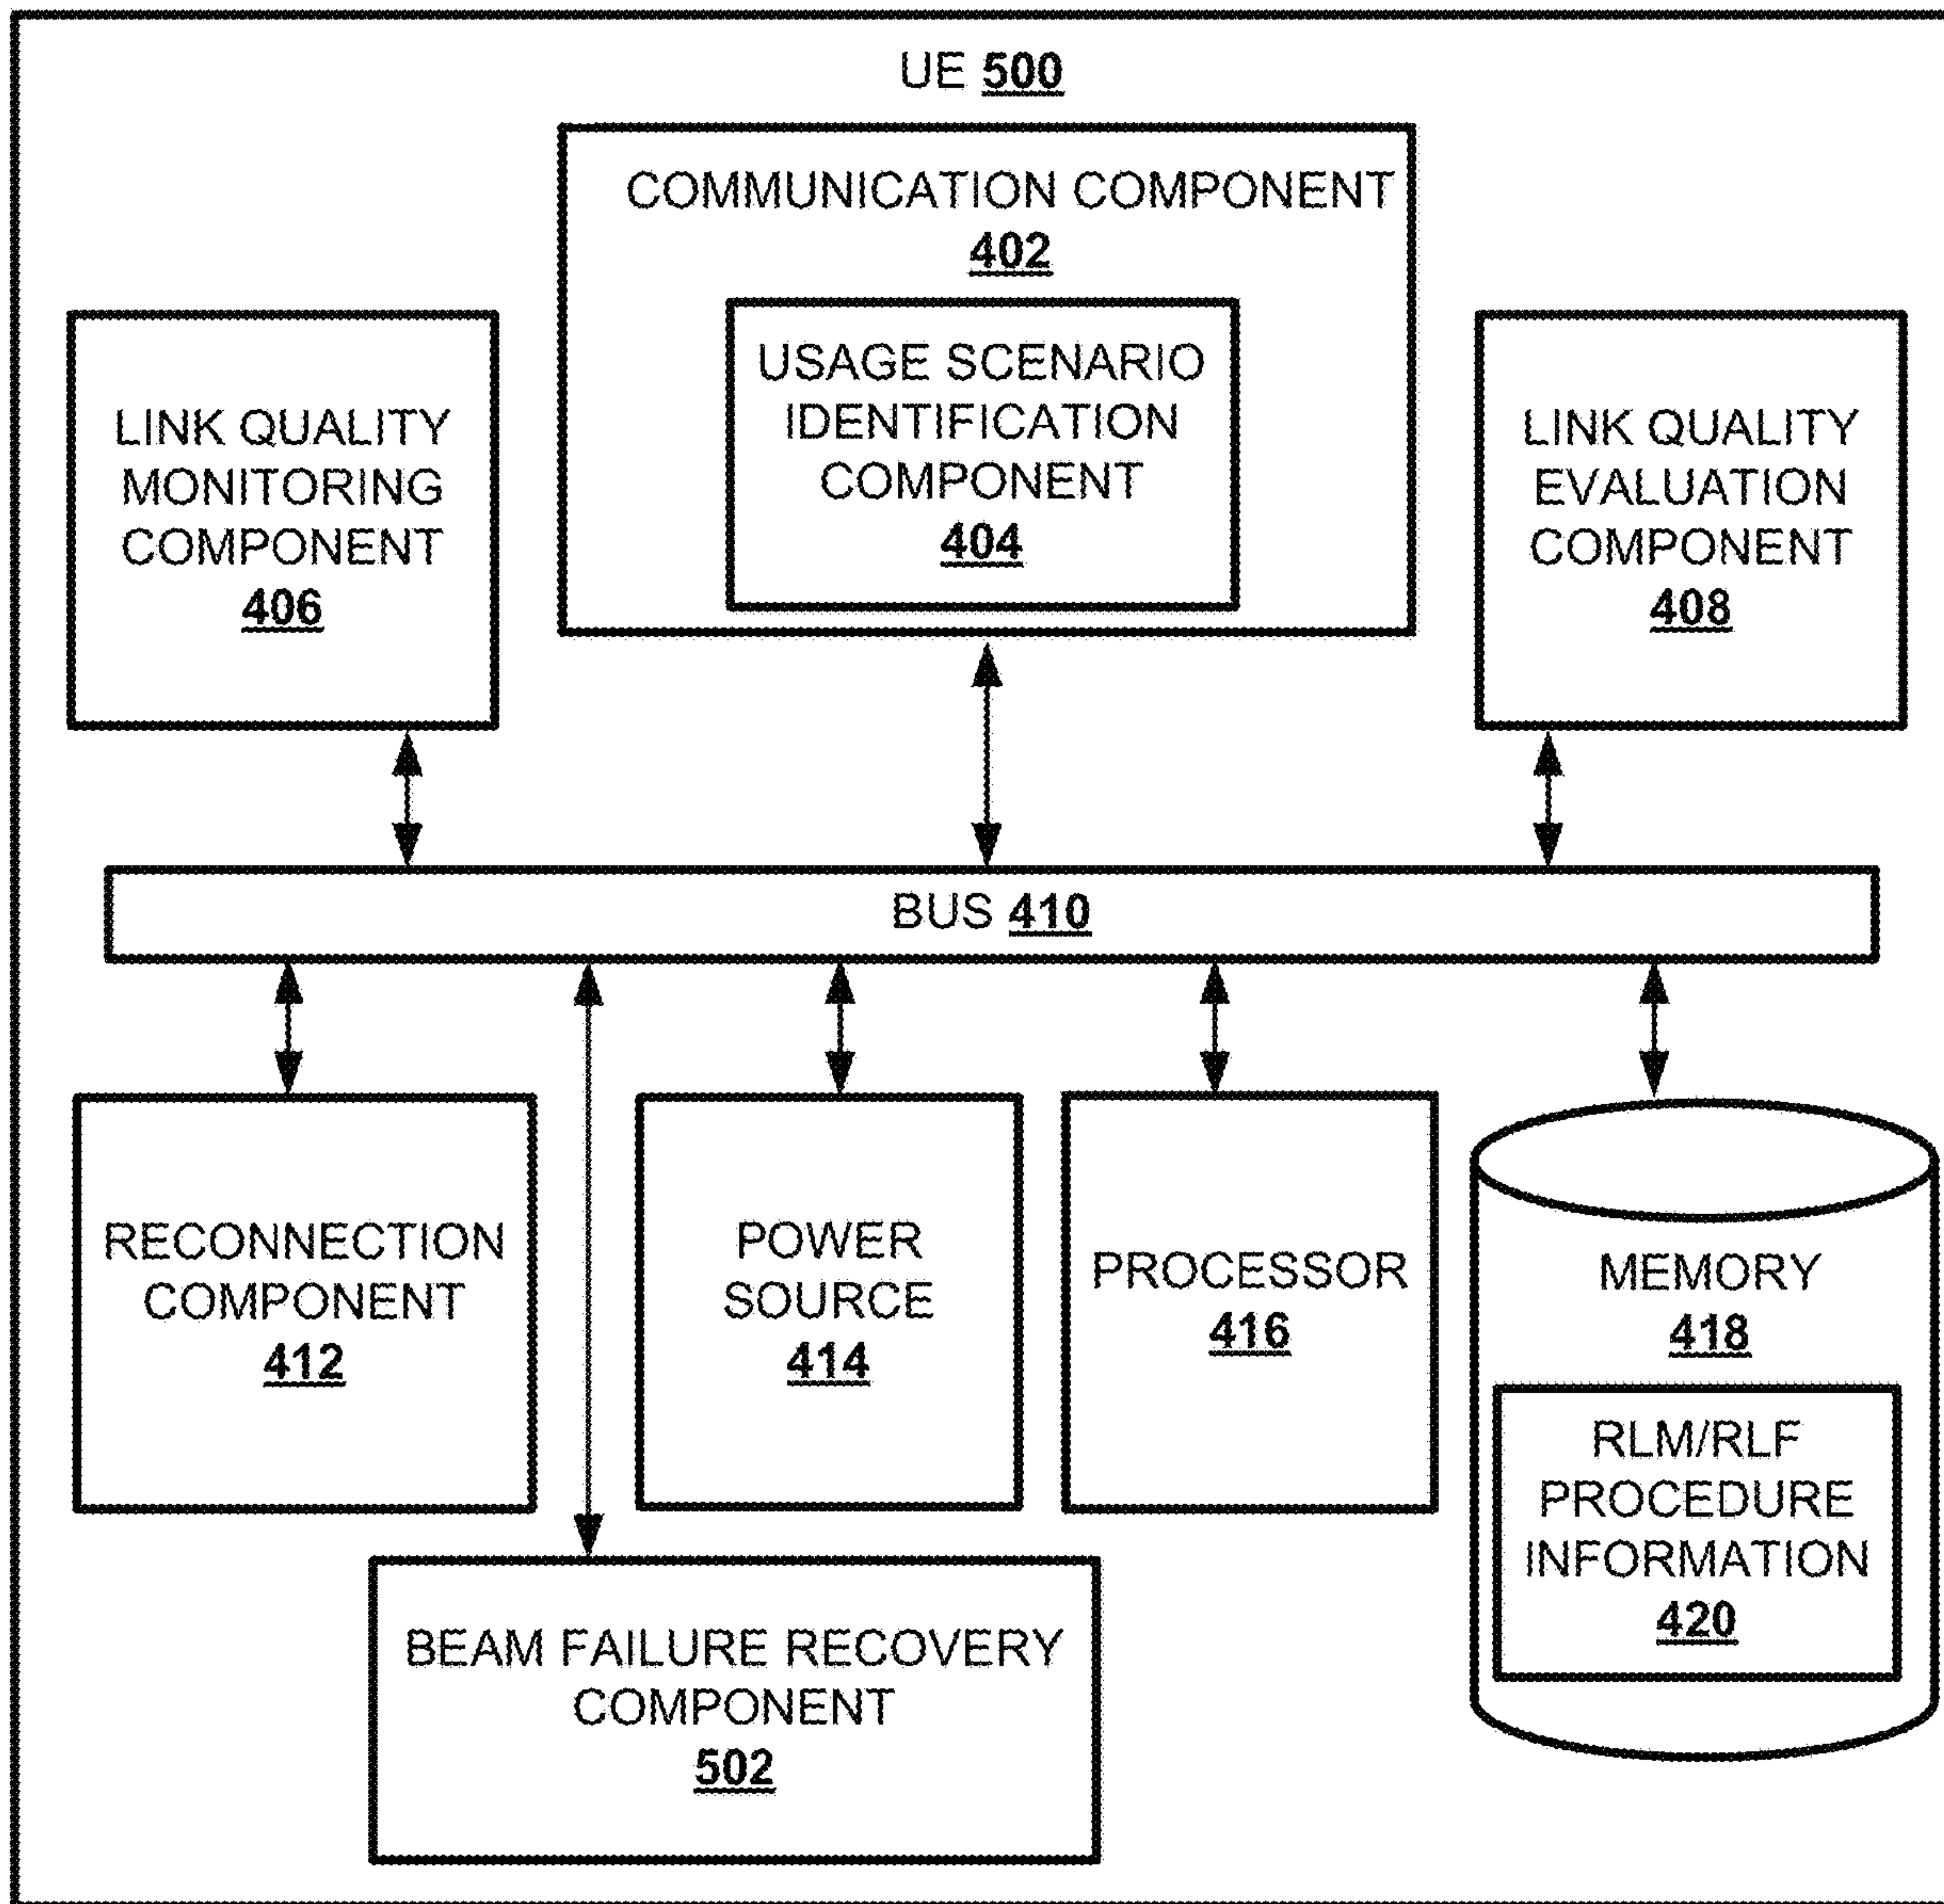 UE 500
COMMUNICATION COMPONENT
402
USAGE SCENARIO
IDENTIFICATION
COMPONENT
404
LINK QUALITY
MONITORING
COMPONENT
406
LINK QUALITY
EVALUATION
COMPONENT
408
BUS 410
RECONNECTION
COMPONENT
412
POWER
SOURCE
414
PROCESSOR
416
MEMORY
418
RLM/RLF
PROCEDURE
INFORMATION
420
BEAM FAILURE RECOVERY
COMPONENT
502